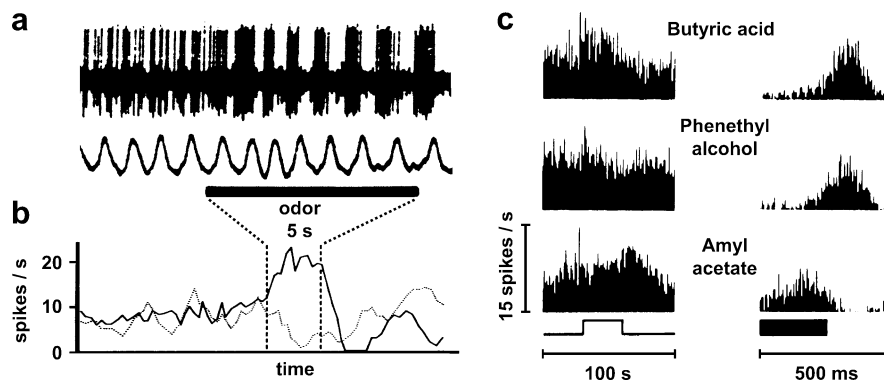 a
odor
5 s
b
spikes / s
20
10
0
time
c
Butyric acid
Phenethyl
alcohol
Amyl
acetate
15 spikes / s
100 s
500 ms